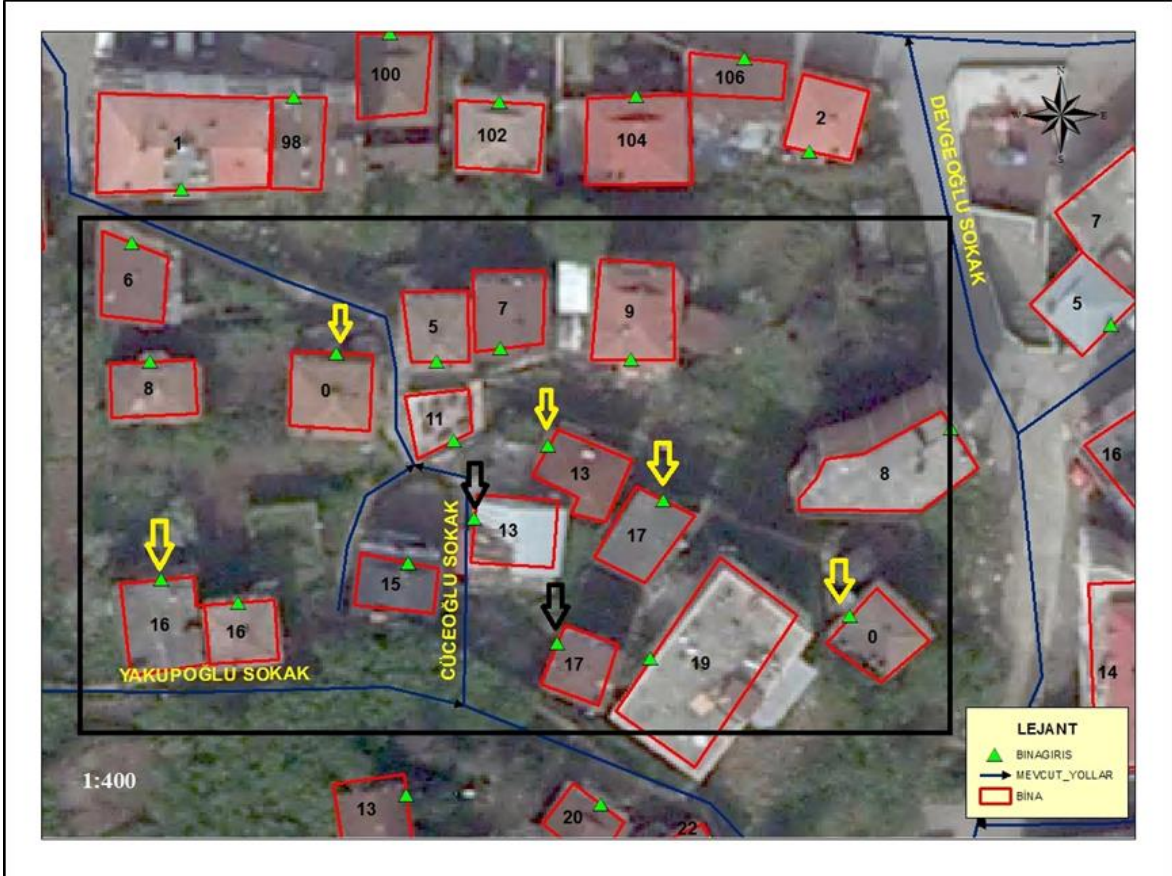 100
106
102
104
2
1
98
DEVGEOĞLU SOKAK
N
W
E
S
7
6
5
7
9
5
8
0
11
13
8
16
17
13
CÜCEOĞLU SOKAK
15
16
16
17
19
0
14
YAKUPOĞLU SOKAK
LEJANT
BINAGIRIS
MEVCUT_YOLLAR
BİNA
1:400
13
20
22